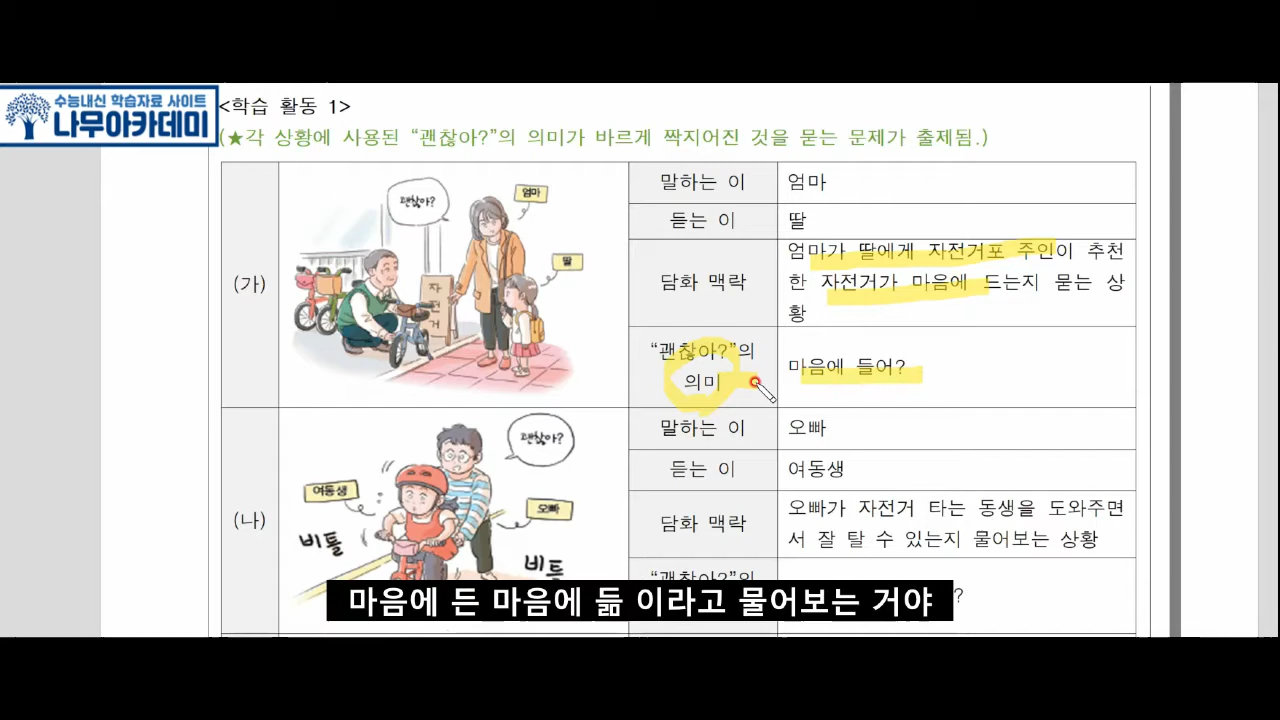 수능내신 학습자료 사이트
나무아카데미
<학습 활동 1>
(★각 상황에 사용된 “괜찮아?”의 의미가 바르게 짝지어진 것을 묻는 문제가 출제됨.)
(가)
괜찮아?
엄마
딸
자전거
말하는 이
엄마
듣는 이
딸
담화 맥락
엄마가 딸에게 자전거포 주인이 추천
한 자전거가 마음에 드는지 묻는 상
황
“괜찮아?”의
의미
마음에 들어?
(나)
괜찮아?
여동생
오빠
비틀
비틀
말하는 이
오빠
듣는 이
여동생
담화 맥락
오빠가 자전거 타는 동생을 도와주면
서 잘 탈 수 있는지 물어보는 상황
“괜찮아?”의
?
마음에 든 마음에 듦 이라고 물어보는 거야